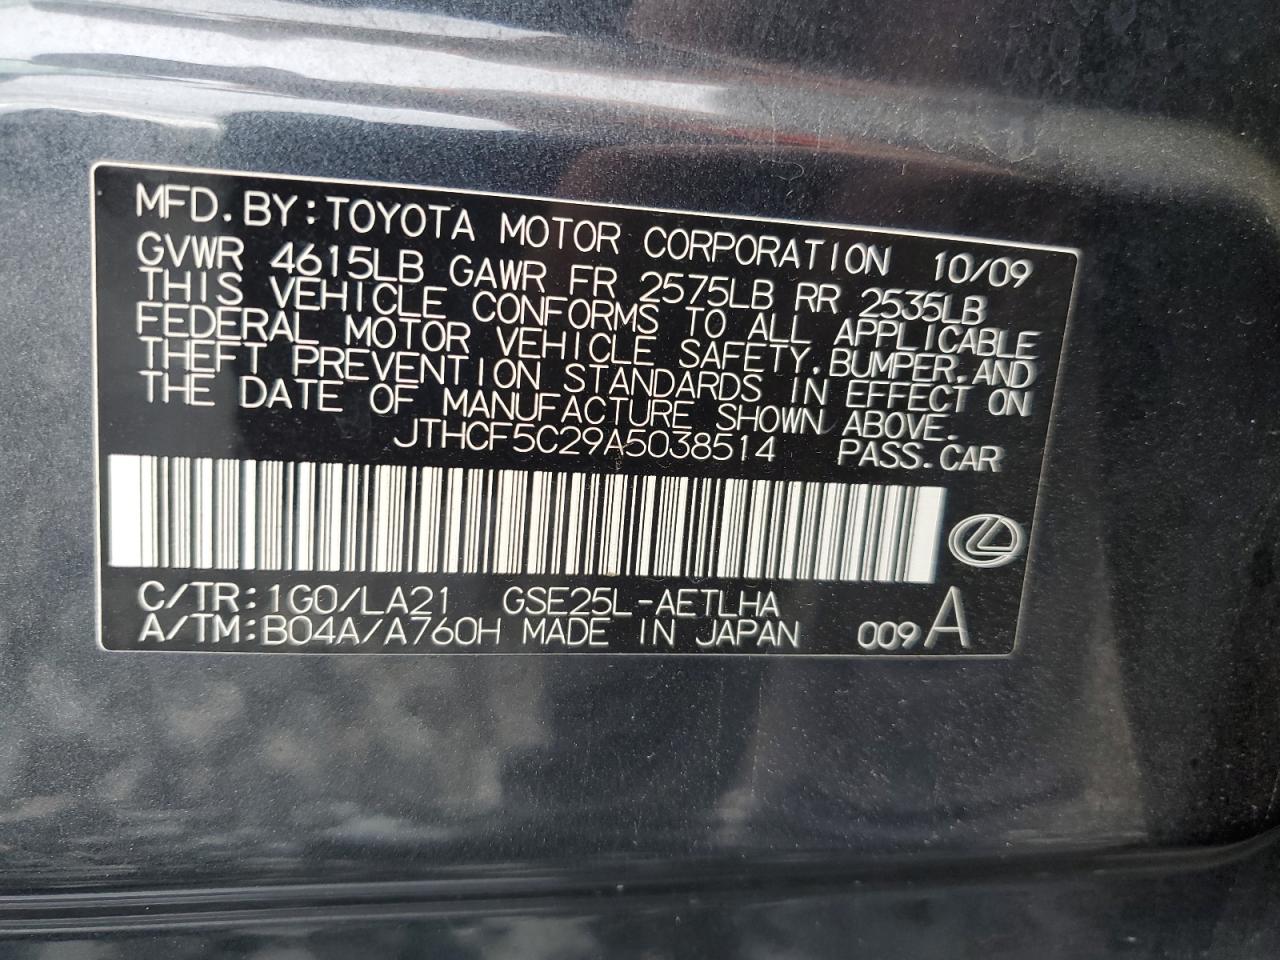 MFD.BY:TOYOTA MOTOR CORPORATION 10/09
GVWR 4615LB GAWR FR 2575LB RR 2535LB
THIS VEHICLE CONFORMS TO ALL APPLICABLE
FEDERAL MOTOR VEHICLE SAFETY,BUMPER,AND
THEFT PREVENTION STANDARDS IN EFFECT ON
THE DATE OF MANUFACTURE SHOWN ABOVE.
JTHCF5C29A5038514 PASS.CAR
C/TR:1G0/LA21 GSE25L-AETLHA
A/TM:B04A/A760H MADE IN JAPAN 009A